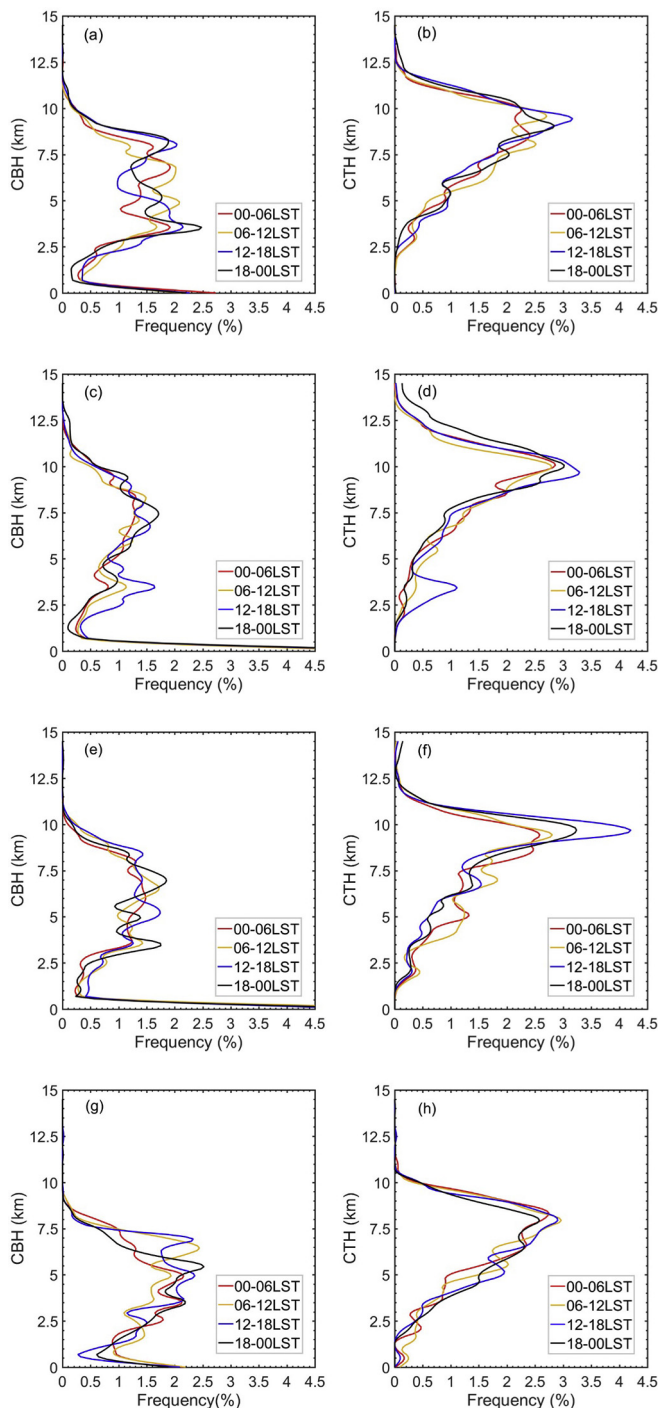 (a)
15
12.5
10
7.5
5
2.5
0
CBH (km)
00-06LST
06-12LST
12-18LST
18-00LST
0 0.5 1 1.5 2 2.5 3 3.5 4 4.5
Frequency (%)
(b)
15
12.5
10
7.5
5
2.5
0
CTH (km)
00-06LST
06-12LST
12-18LST
18-00LST
0 0.5 1 1.5 2 2.5 3 3.5 4 4.5
Frequency (%)
(c)
15
12.5
10
7.5
5
2.5
0
CBH (km)
00-06LST
06-12LST
12-18LST
18-00LST
0 0.5 1 1.5 2 2.5 3 3.5 4 4.5
Frequency (%)
(d)
15
12.5
10
7.5
5
2.5
0
CTH (km)
00-06LST
06-12LST
12-18LST
18-00LST
0 0.5 1 1.5 2 2.5 3 3.5 4 4.5
Frequency (%)
(e)
15
12.5
10
7.5
5
2.5
0
CBH (km)
00-06LST
06-12LST
12-18LST
18-00LST
0 0.5 1 1.5 2 2.5 3 3.5 4 4.5
Frequency (%)
(f)
15
12.5
10
7.5
5
2.5
0
CTH (km)
00-06LST
06-12LST
12-18LST
18-00LST
0 0.5 1 1.5 2 2.5 3 3.5 4 4.5
Frequency (%)
(g)
15
12.5
10
7.5
5
2.5
0
CBH (km)
00-06LST
06-12LST
12-18LST
18-00LST
0 0.5 1 1.5 2 2.5 3 3.5 4 4.5
Frequency(%)
(h)
15
12.5
10
7.5
5
2.5
0
CTH (km)
00-06LST
06-12LST
12-18LST
18-00LST
0 0.5 1 1.5 2 2.5 3 3.5 4 4.5
Frequency (%)